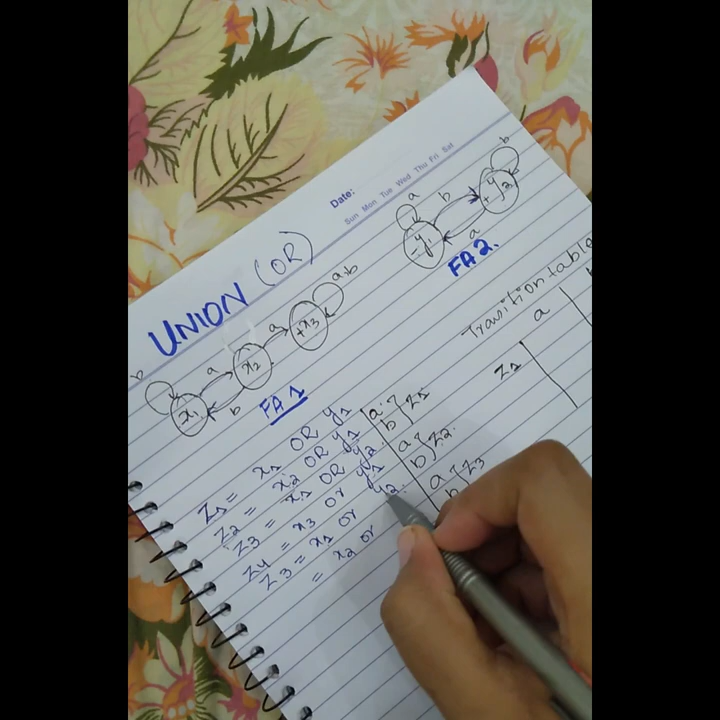 Date:
Sun Mon Tue Wed Thu Fri Sat
UNION (OR)
b
a
b
-x1
x2
a
+x3
a,b
FA 1
a
b
a
b
-y1
+y2
FA 2.
Transition table
a
Z1
Z1 = x1 OR y1
a
b
}Z1
Z2 = x2 OR y1
a
b
}Z2.
Z3 = x1 OR y2
a
b
}Z3
Z4 = x3 or y1
Z3 = x1 or y2.
= x2 or